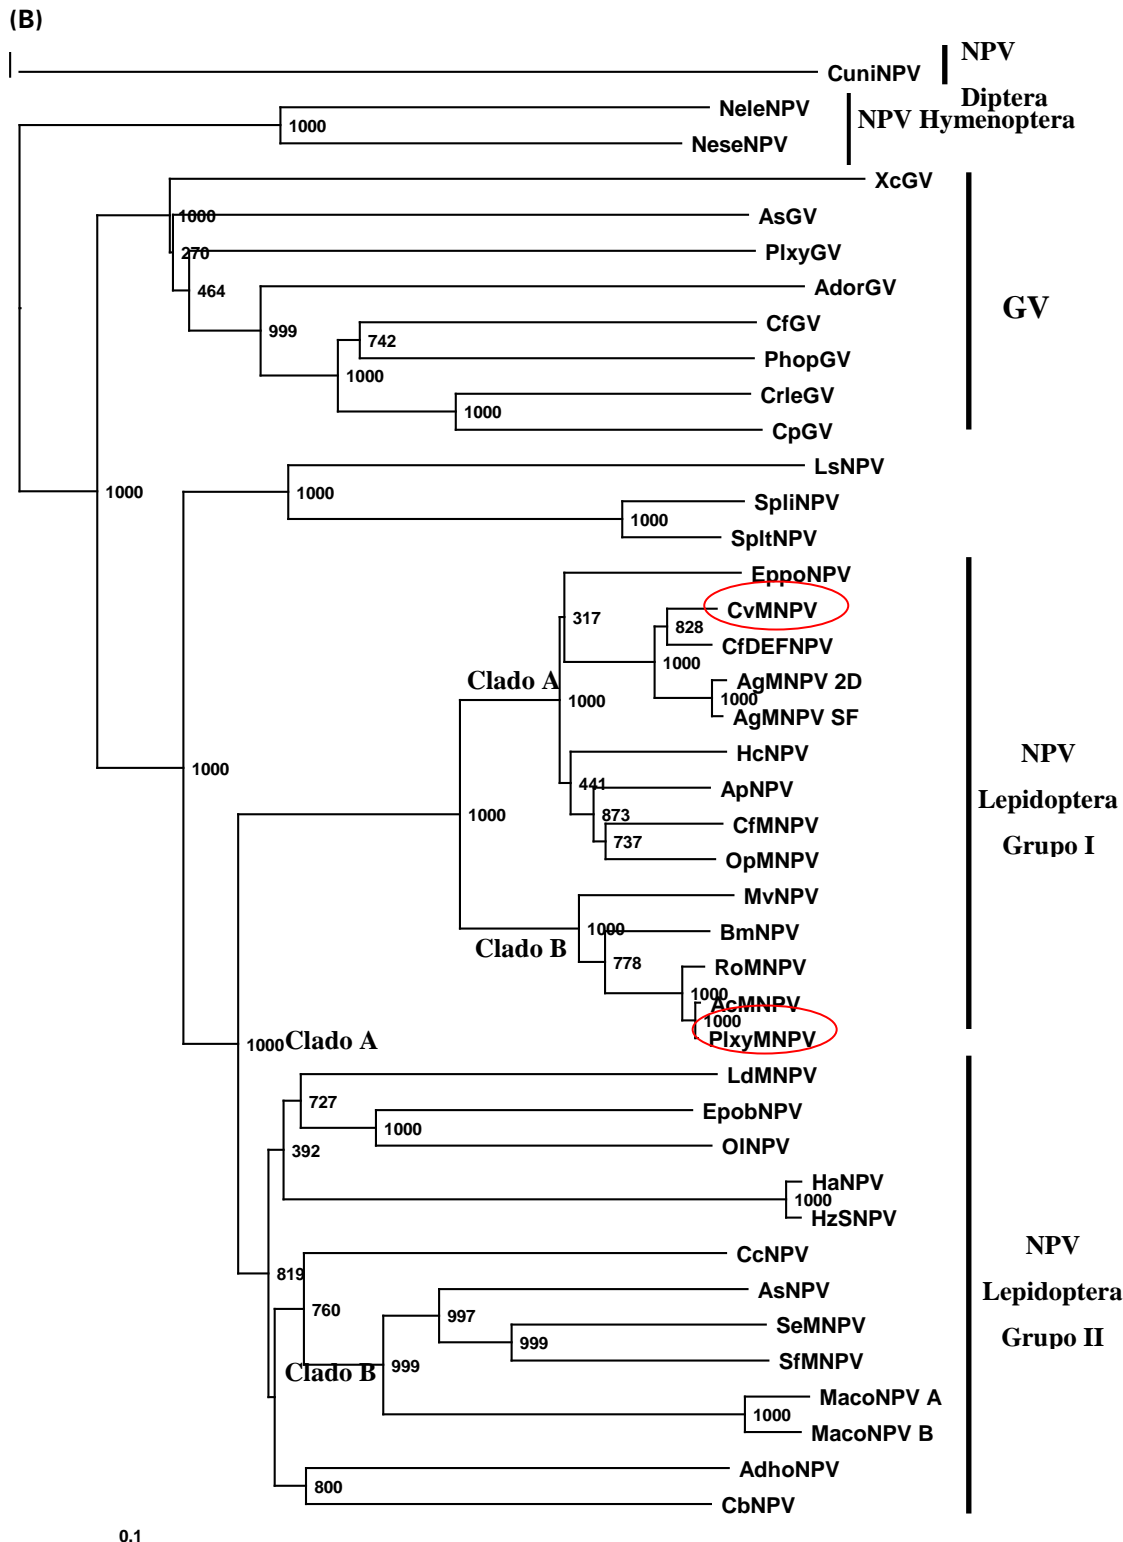 (B)
NPV
CuniNPV
Diptera
NeleNPV
NPV Hymenoptera
1000
NeseNPV
XcGV
1000
AsGV
270
PlxyGV
464
AdorGV
GV
999
CfGV
742
PhopGV
1000
CrleGV
1000
CpGV
LsNPV
1000
1000
SpliNPV
1000
SpltNPV
EppoNPV
CvMNPV
317
828
CfDEFNPV
1000
Clado A
AgMNPV 2D
1000
1000
AgMNPV SF
HcNPV
NPV
1000
441
ApNPV
Lepidoptera
1000
873
CfMNPV
737
Grupo I
OpMNPV
MvNPV
1000
BmNPV
Clado B
778
RoMNPV
1000
AcMNPV
1000
PlxyMNPV
1000
Clado A
LdMNPV
727
EpobNPV
1000
OlNPV
392
HaNPV
1000
HzSNPV
NPV
CcNPV
819
AsNPV
Lepidoptera
760
997
SeMNPV
Grupo II
999
SfMNPV
Clado B
999
MacoNPV A
1000
MacoNPV B
AdhoNPV
800
CbNPV
0.1